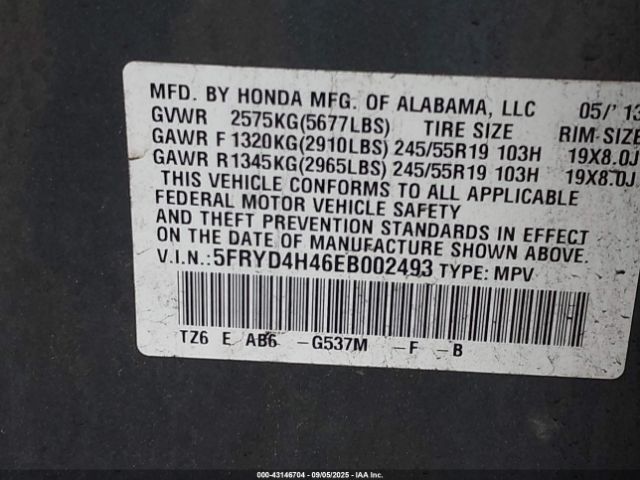 MFD. BY HONDA MFG. OF ALABAMA, LLC 05/'13
GVWR 2575KG(5677LBS) TIRE SIZE RIM SIZE
GAWR F 1320KG(2910LBS) 245/55R19 103H 19X8.0J
GAWR R 1345KG(2965LBS) 245/55R19 103H 19X8.0J
THIS VEHICLE CONFORMS TO ALL APPLICABLE
FEDERAL MOTOR VEHICLE SAFETY
AND THEFT PREVENTION STANDARDS IN EFFECT
ON THE DATE OF MANUFACTURE SHOWN ABOVE.
V.I.N.: 5FRYD4H46EB002493 TYPE: MPV
TZ6 E AB6 -G537M -F -B
000-43146704 - 09/05/2025 - IAA Inc.